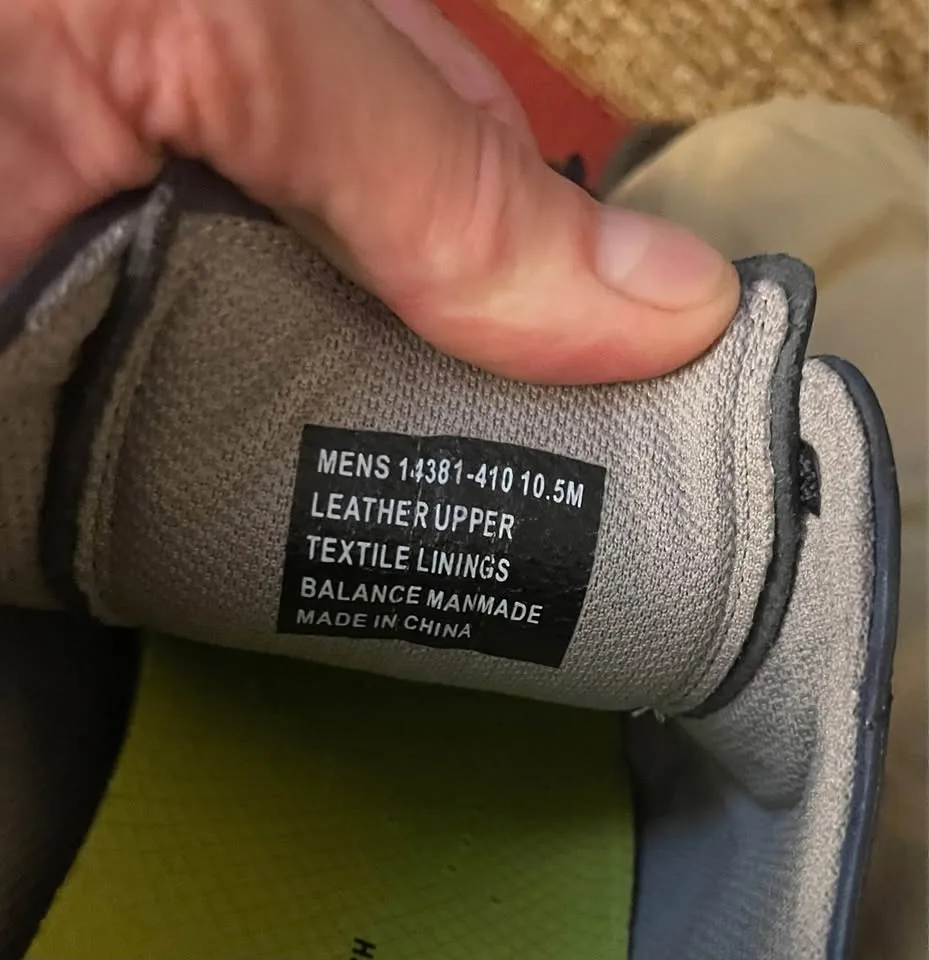 MENS 14381-410 10.5M
LEATHER UPPER
TEXTILE LININGS
BALANCE MANMADE
MADE IN CHINA